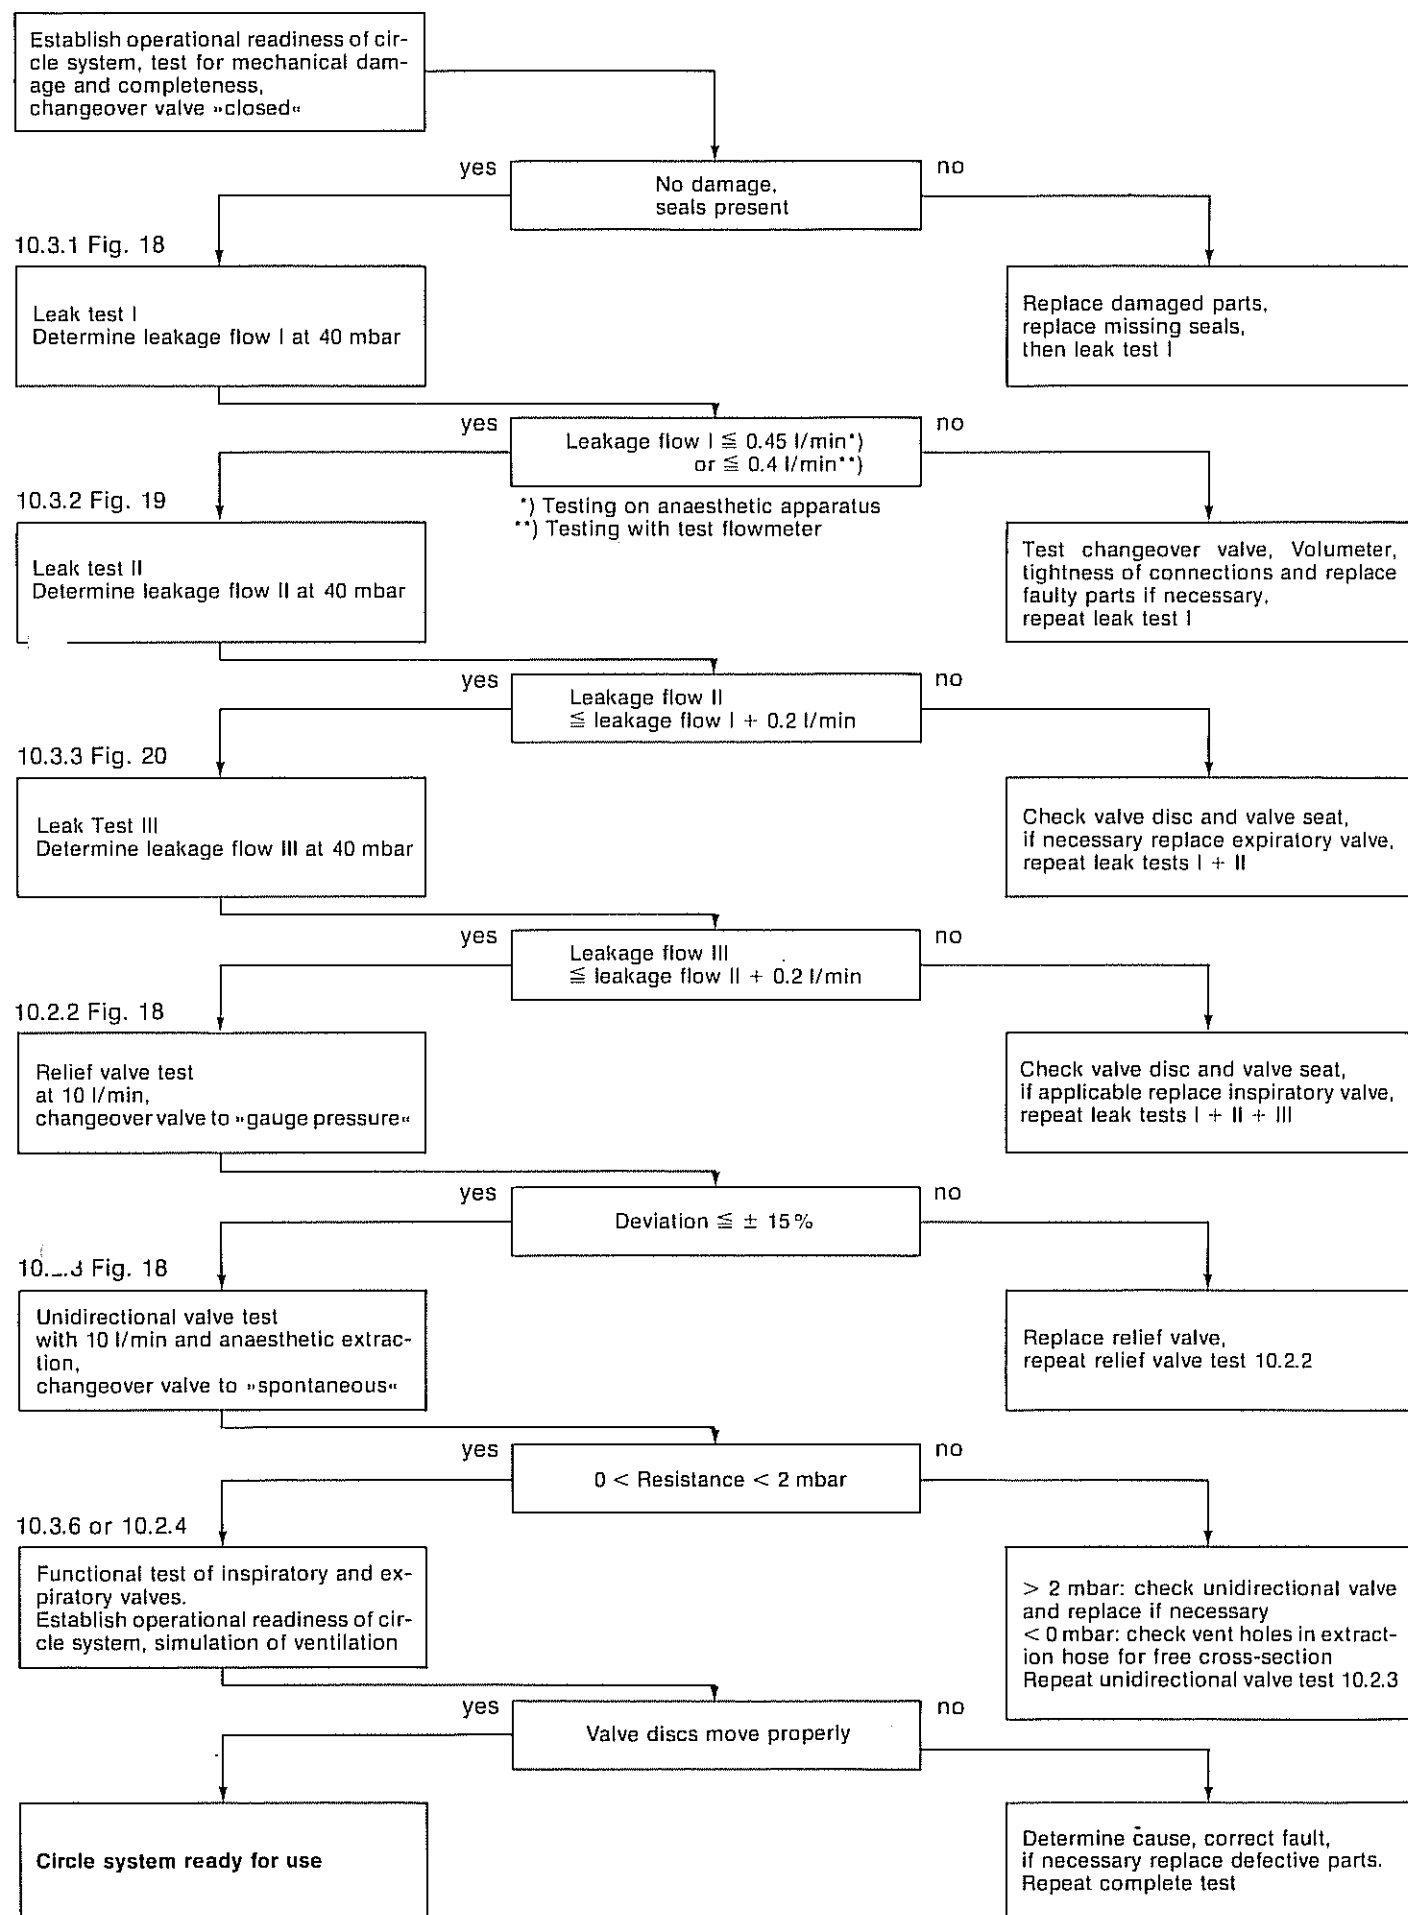 Establish operational readiness of cir-
cle system, test for mechanical dam-
age and completeness,
changeover valve »closed«
yes
No damage,
seals present
no
10.3.1 Fig. 18
Leak test I
Determine leakage flow I at 40 mbar
Replace damaged parts,
replace missing seals,
then leak test I
yes
Leakage flow I ≦ 0.45 l/min*)
or ≦ 0.4 l/min**)
no
*) Testing on anaesthetic apparatus
**) Testing with test flowmeter
10.3.2 Fig. 19
Leak test II
Determine leakage flow II at 40 mbar
Test changeover valve, Volumeter,
tightness of connections and replace
faulty parts if necessary,
repeat leak test I
yes
Leakage flow II
≦ leakage flow I + 0.2 l/min
no
10.3.3 Fig. 20
Leak Test III
Determine leakage flow III at 40 mbar
Check valve disc and valve seat,
if necessary replace expiratory valve,
repeat leak tests I + II
yes
Leakage flow III
≦ leakage flow II + 0.2 l/min
no
10.2.2 Fig. 18
Relief valve test
at 10 l/min,
changeover valve to »gauge pressure«
Check valve disc and valve seat,
if applicable replace inspiratory valve,
repeat leak tests I + II + III
yes
Deviation ≦ ± 15%
no
Fig. 18
Unidirectional valve test
with 10 l/min and anaesthetic extrac-
tion,
changeover valve to »spontaneous«
Replace relief valve,
repeat relief valve test 10.2.2
yes
0 < Resistance < 2 mbar
no
10.3.6 or 10.2.4
Functional test of inspiratory and ex-
piratory valves.
Establish operational readiness of cir-
cle system, simulation of ventilation
> 2 mbar: check unidirectional valve
and replace if necessary
< 0 mbar: check vent holes in extract-
ion hose for free cross-section
Repeat unidirectional valve test 10.2.3
yes
Valve discs move properly
no
Circle system ready for use
Determine cause, correct fault,
if necessary replace defective parts.
Repeat complete test